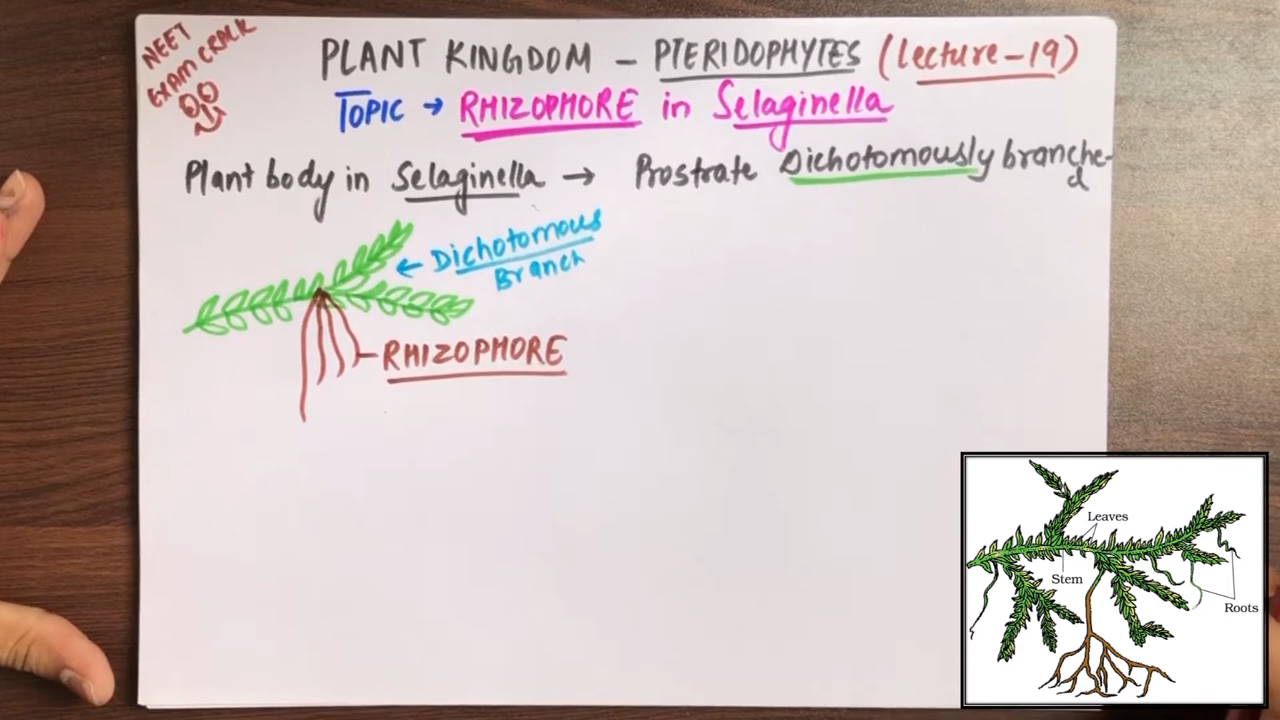 NEET
EXAM CRACK
PLANT KINGDOM – PTERIDOPHYTES (Lecture-19)
TOPIC → RHIZOPHORE in Selaginella
Plant body in Selaginella → Prostrate Dichotomously branched
← Dichotomous
Branch
RHIZOPHORE
Leaves
Stem
Roots